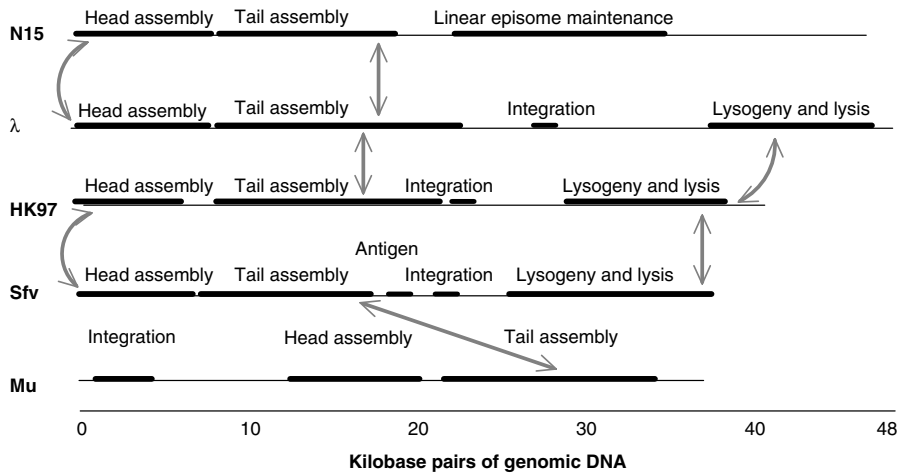 Head assembly Tail assembly Linear episome maintenance
N15
Head assembly Tail assembly Integration Lysogeny and lysis
λ
Head assembly Tail assembly Integration Lysogeny and lysis
HK97
Antigen
Head assembly Tail assembly Integration Lysogeny and lysis
Sfv
Integration Head assembly Tail assembly
Mu
0 10 20 30 40 48
Kilobase pairs of genomic DNA